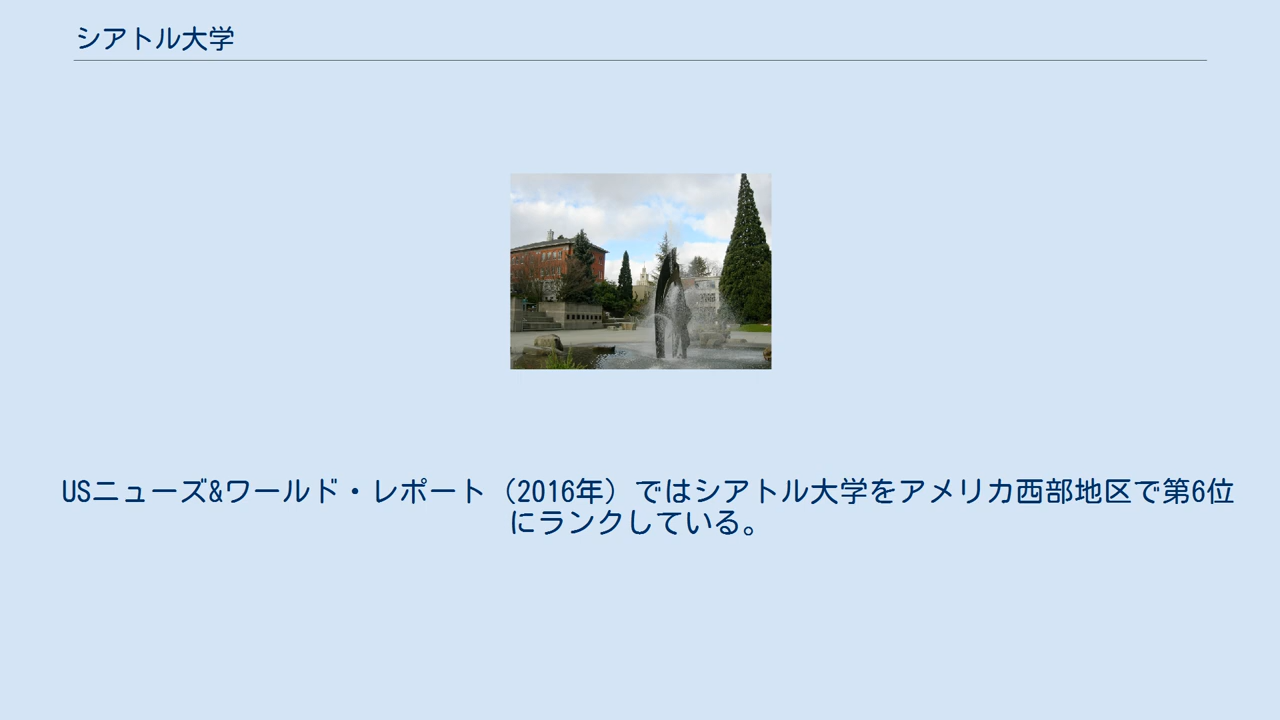 シアトル大学
USニューズ&ワールド・レポート（2016年）ではシアトル大学をアメリカ西部地区で第6位
にランクしている。